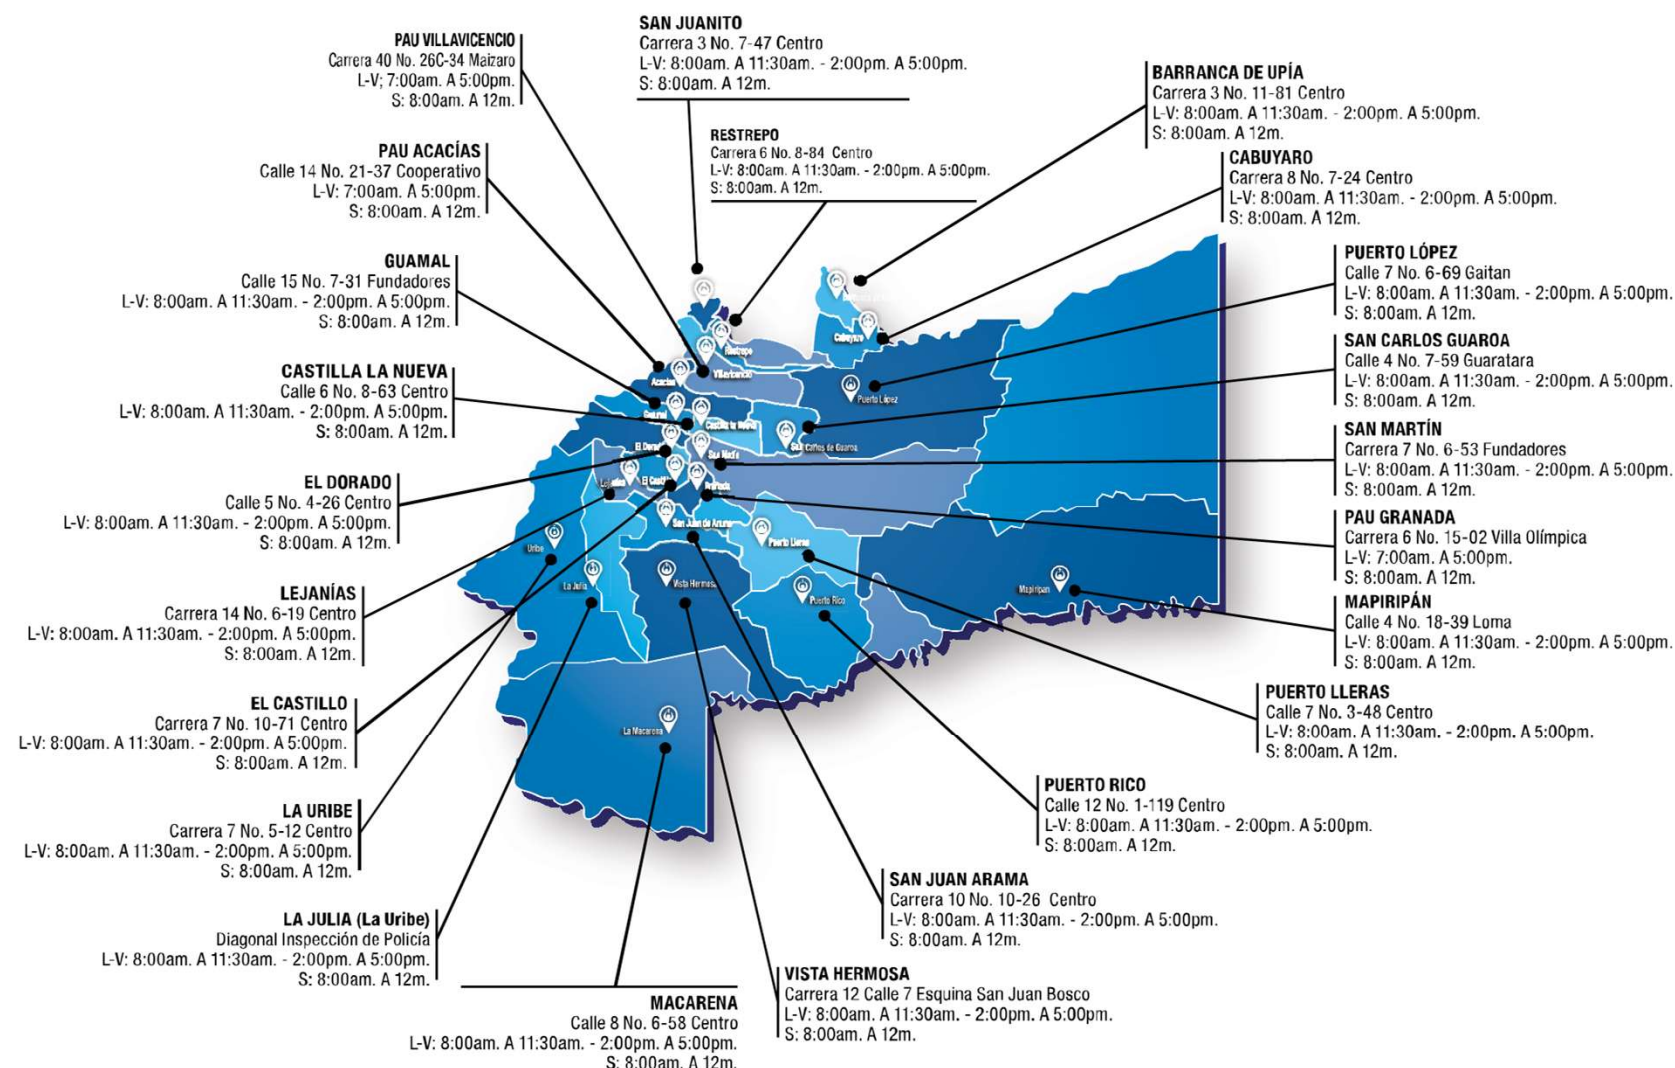 SAN JUANITO
Carrera 3 No. 7-47 Centro
L-V: 8:00am. A 11:30am. - 2:00pm. A 5:00pm.
S: 8:00am. A 12m.
PAU VILLAVICENCIO
Carrera 40 No. 26C-34 Maizaro
L-V; 7:00am. A 5:00pm.
S: 8:00am. A 12m.
BARRANCA DE UPÍA
Carrera 3 No. 11-81 Centro
L-V: 8:00am. A 11:30am. - 2:00pm. A 5:00pm.
S: 8:00am. A 12m.
RESTREPO
Carrera 6 No. 8-84 Centro
L-V: 8:00am. A 11:30am. - 2:00pm. A 5:00pm.
S: 8:00am. A 12m.
PAU ACACÍAS
Calle 14 No. 21-37 Cooperativo
L-V: 7:00am. A 5:00pm.
S: 8:00am. A 12m.
CABUYARO
Carrera 8 No. 7-24 Centro
L-V: 8:00am. A 11:30am. - 2:00pm. A 5:00pm.
S: 8:00am. A 12m.
GUAMAL
Calle 15 No. 7-31 Fundadores
L-V: 8:00am. A 11:30am. - 2:00pm. A 5:00pm.
S: 8:00am. A 12m.
PUERTO LÓPEZ
Calle 7 No. 6-69 Gaitan
L-V: 8:00am. A 11:30am. - 2:00pm. A 5:00pm.
S: 8:00am. A 12m.
CASTILLA LA NUEVA
Calle 6 No. 8-63 Centro
L-V: 8:00am. A 11:30am. - 2:00pm. A 5:00pm.
S: 8:00am. A 12m.
SAN CARLOS GUAROA
Calle 4 No. 7-59 Guaratara
L-V: 8:00am. A 11:30am. - 2:00pm. A 5:00pm.
S: 8:00am. A 12m.
SAN MARTÍN
Carrera 7 No. 6-53 Fundadores
L-V: 8:00am. A 11:30am. - 2:00pm. A 5:00pm.
S: 8:00am. A 12m.
EL DORADO
Calle 5 No. 4-26 Centro
L-V: 8:00am. A 11:30am. - 2:00pm. A 5:00pm.
S: 8:00am. A 12m.
PAU GRANADA
Carrera 6 No. 15-02 Villa Olímpica
L-V: 7:00am. A 5:00pm.
S: 8:00am. A 12m.
LEJANÍAS
Carrera 14 No. 6-19 Centro
L-V: 8:00am. A 11:30am. - 2:00pm. A 5:00pm.
S: 8:00am. A 12m.
MAPIRIPÁN
Calle 4 No. 18-39 Loma
L-V: 8:00am. A 11:30am. - 2:00pm. A 5:00pm.
S: 8:00am. A 12m.
EL CASTILLO
Carrera 7 No. 10-71 Centro
L-V: 8:00am. A 11:30am. - 2:00pm. A 5:00pm.
S: 8:00am. A 12m.
PUERTO LLERAS
Calle 7 No. 3-48 Centro
L-V: 8:00am. A 11:30am. - 2:00pm. A 5:00pm.
S: 8:00am. A 12m.
LA URIBE
Carrera 7 No. 5-12 Centro
L-V: 8:00am. A 11:30am. - 2:00pm. A 5:00pm.
S: 8:00am. A 12m.
PUERTO RICO
Calle 12 No. 1-119 Centro
L-V: 8:00am. A 11:30am. - 2:00pm. A 5:00pm.
S: 8:00am. A 12m.
LA JULIA (La Uribe)
Diagonal Inspección de Policía
L-V: 8:00am. A 11:30am. - 2:00pm. A 5:00pm.
S: 8:00am. A 12m.
SAN JUAN ARAMA
Carrera 10 No. 10-26 Centro
L-V: 8:00am. A 11:30am. - 2:00pm. A 5:00pm.
S: 8:00am. A 12m.
MACARENA
Calle 8 No. 6-58 Centro
L-V: 8:00am. A 11:30am. - 2:00pm. A 5:00pm.
S: 8:00am. A 12m.
VISTA HERMOSA
Carrera 12 Calle 7 Esquina San Juan Bosco
L-V: 8:00am. A 11:30am. - 2:00pm. A 5:00pm.
S: 8:00am. A 12m.
Cabuyaro
Restrepo
Villavicencio
Acacias
Puerto López
Castilla la Nueva
Carlos de Guaroa
El Dorado
El Castillo
Lejanías
San Juan de Arama
Puerto Lleras
Uribe
La Julia
Vista Hermosa
Puerto Rico
Mapiripan
La Macarena